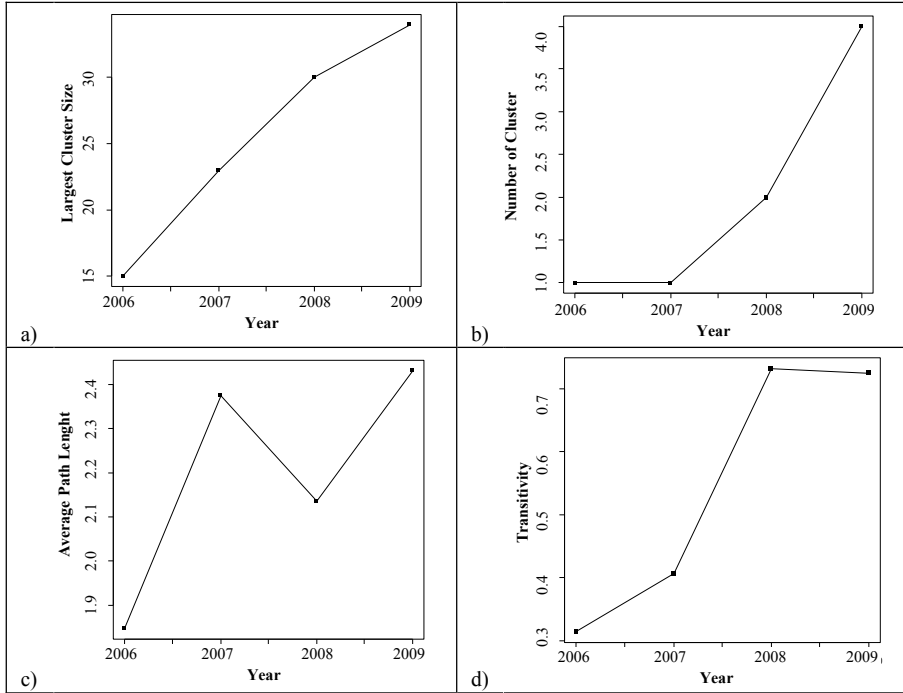 Largest Cluster Size
30
25
20
15
2006 2007 2008 2009
Year
a)
Number of Cluster
4.0
3.5
3.0
2.5
2.0
1.5
1.0
2006 2007 2008 2009
Year
b)
Average Path Lenght
2.4
2.3
2.2
2.1
2.0
1.9
2006 2007 2008 2009
Year
c)
Transitivity
0.7
0.6
0.5
0.4
0.3
2006 2007 2008 2009
Year
d)